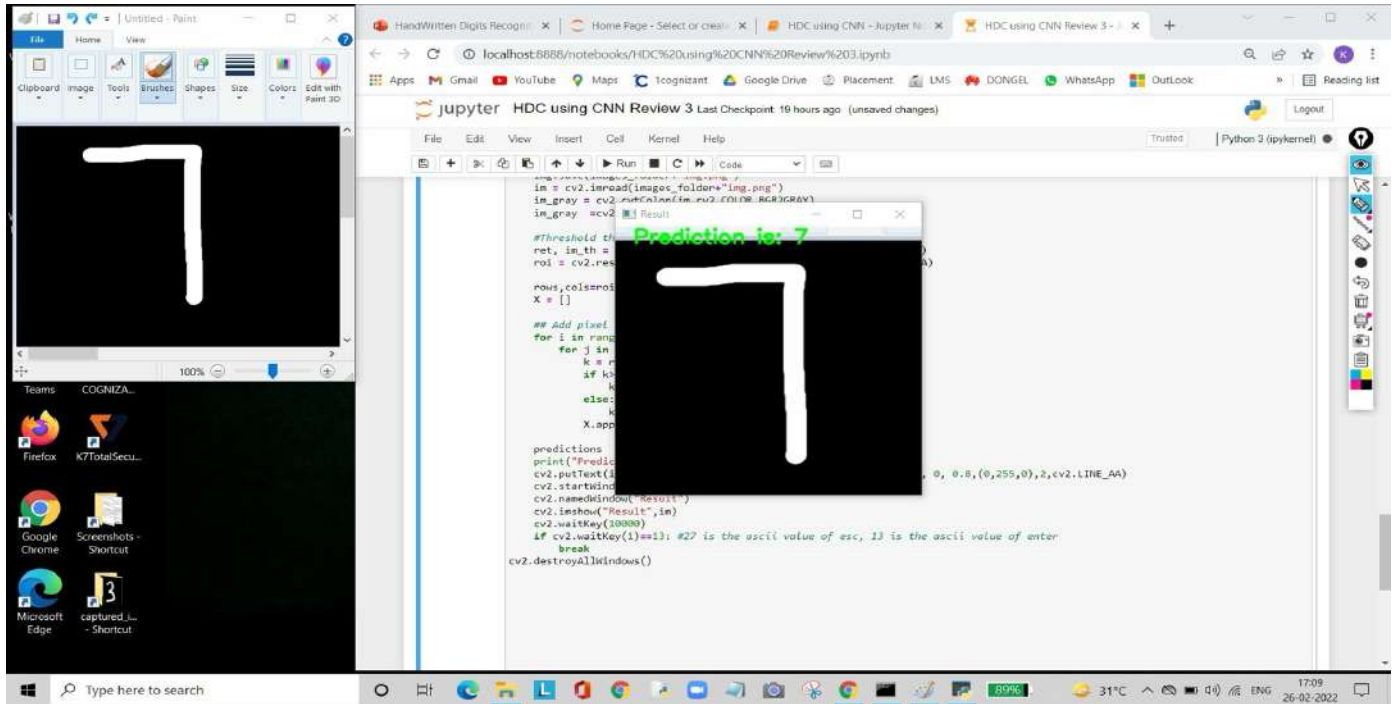 Untitled - Paint
File Home View
Clipboard Image Tools Brushes Shapes Size Colors Edit with Paint 3D
100%
Teams COGNIZA...
Firefox K7TotalSecu...
Google Chrome Screenshots - Shortcut
Microsoft Edge captured_i... - Shortcut
HandWritten Digits Recognit Home Page - Select or create HDC using CNN - Jupyter No HDC using CNN Review 3 - J
localhost:8888/notebooks/HDC%20using%20CNN%20Review%203.ipynb
Apps Gmail YouTube Maps 1cognizant Google Drive Placement LMS DONGEL WhatsApp OutLook » Reading list
jupyter HDC using CNN Review 3 Last Checkpoint 19 hours ago (unsaved changes) Logout
File Edit View Insert Cell Kernel Help Trusted Python 3 (ipykernel)
Run Code
im = cv2.imread(images_folder+"img.png")
im_gray = cv2.cvtColor(im,cv2.COLOR_BGR2GRAY)
im_gray =cv2
Result
Prediction is: 7
#Threshold th
ret, im_th =
roi = cv2.res
rows,cols=roi
X = []
## Add pixel
for i in rang
for j in
k = r
if k>
k
else:
k
X.app
predictions
print("Predic
cv2.putText(i , 0, 0.8,(0,255,0),2,cv2.LINE_AA)
cv2.startWind
cv2.namedWindow("Result")
cv2.imshow("Result",im)
cv2.waitKey(10000)
if cv2.waitKey(1)==13: #27 is the ascii value of esc, 13 is the ascii value of enter
break
cv2.destroyAllWindows()
Type here to search
89%
31°C
ENG
17:09
26-02-2022